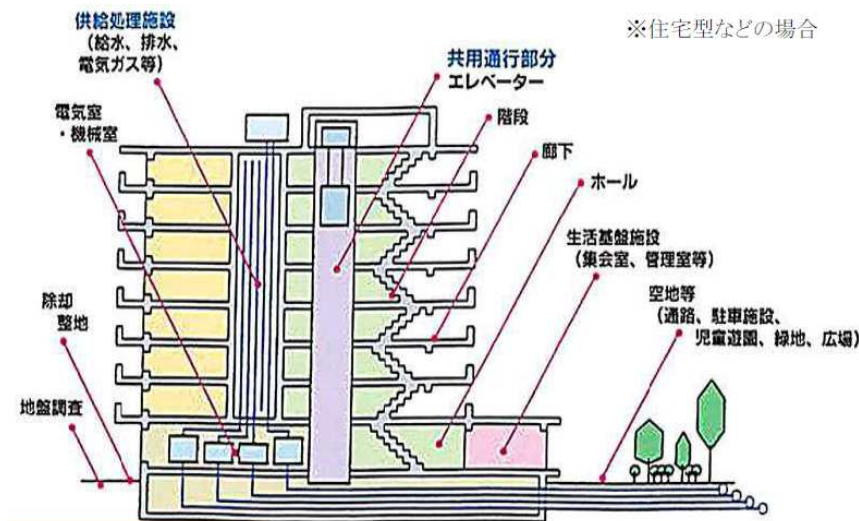 ※住宅型などの場合
供給処理施設
(給水、排水、
電気ガス等)
共用通行部分
エレベーター
電気室
・機械室
階段
廊下
ホール
生活基盤施設
(集会室、管理室等)
空地等
(通路、駐車施設、
児童遊園、緑地、広場)
除却
整地
地盤調査